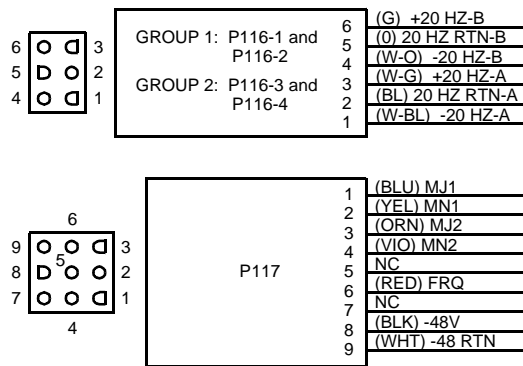 6 3
5 2
4 1
GROUP 1: P116-1 and
P116-2
GROUP 2: P116-3 and
P116-4
6 (G) +20 HZ-B
5 (0) 20 HZ RTN-B
4 (W-O) -20 HZ-B
3 (W-G) +20 HZ-A
2 (BL) 20 HZ RTN-A
1 (W-BL) -20 HZ-A
6
9 3
5
8 2
7 1
4
P117
1 (BLU) MJ1
2 (YEL) MN1
3 (ORN) MJ2
4 (VIO) MN2
5 NC
6 (RED) FRQ
7 NC
8 (BLK) -48V
9 (WHT) -48 RTN